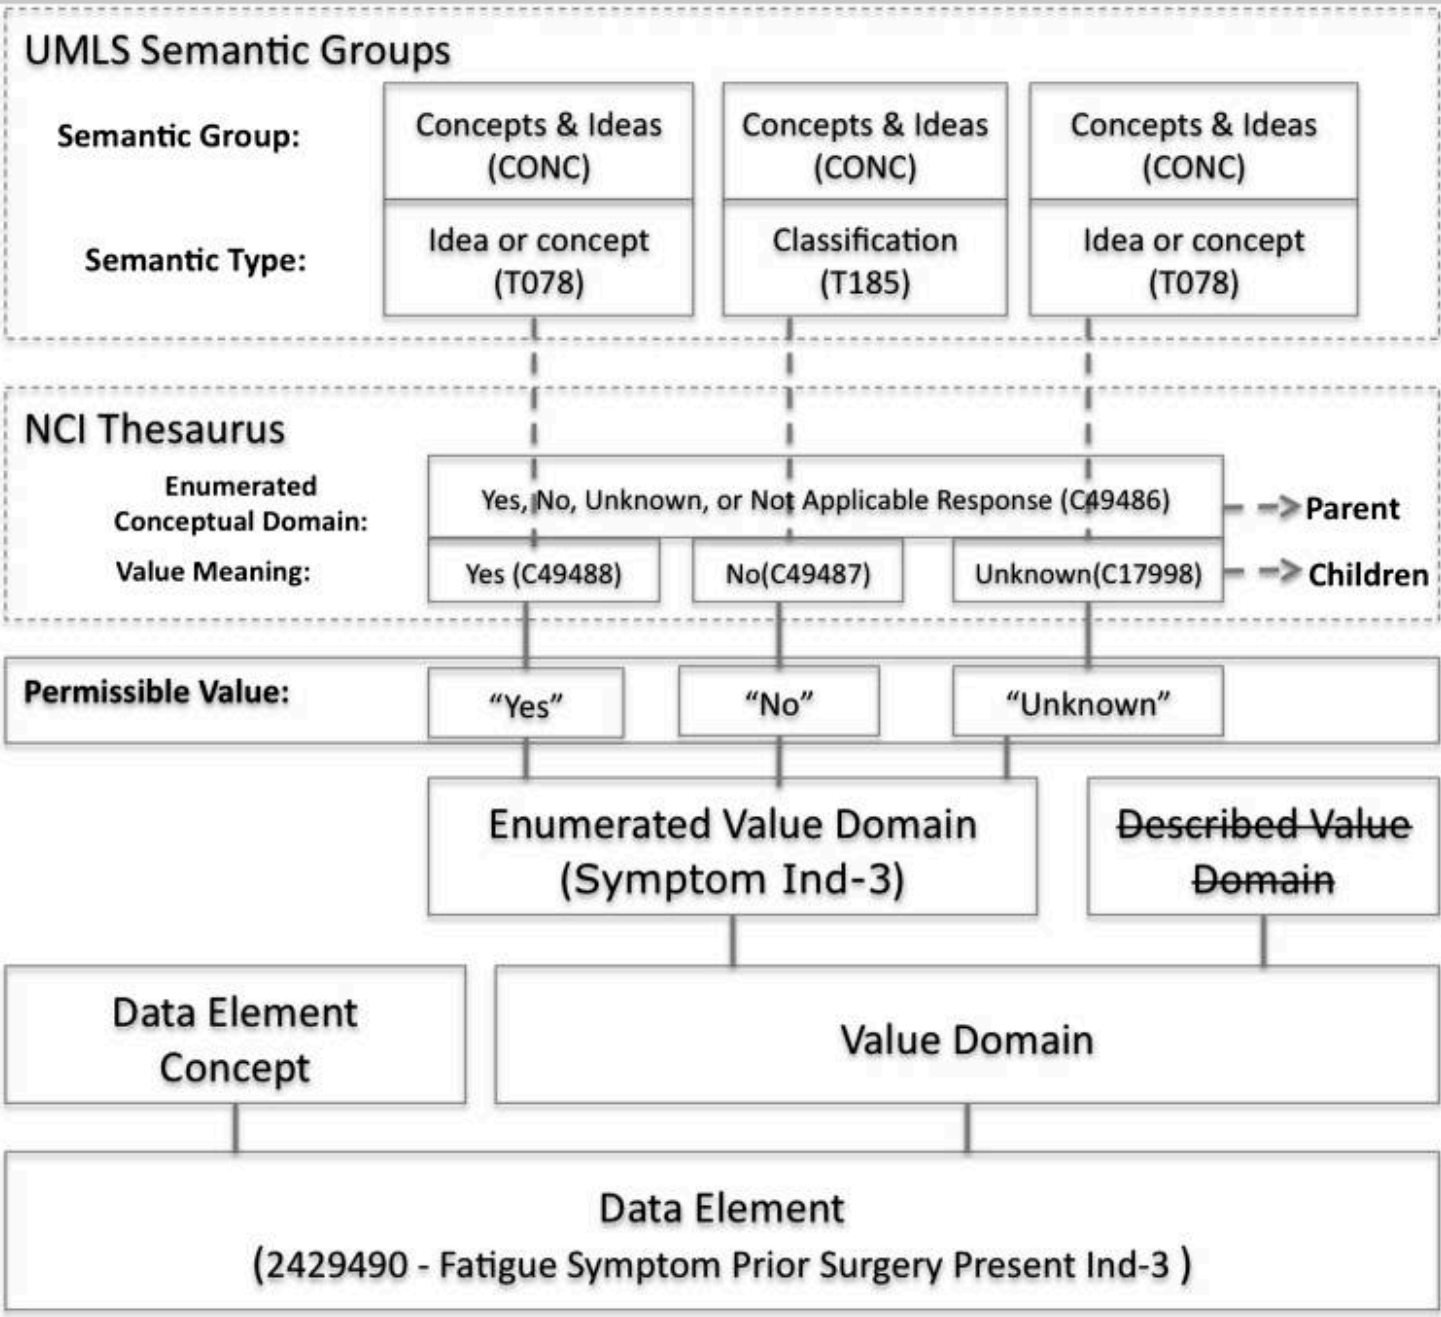 UMLS Semantic Groups
Semantic Group:
Concepts & Ideas
(CONC)
Concepts & Ideas
(CONC)
Concepts & Ideas
(CONC)
Semantic Type:
Idea or concept
(T078)
Classification
(T185)
Idea or concept
(T078)
NCI Thesaurus
Enumerated
Conceptual Domain:
Yes, No, Unknown, or Not Applicable Response (C49486)
Parent
Value Meaning:
Yes (C49488)
No(C49487)
Unknown(C17998)
Children
Permissible Value:
“Yes”
“No”
“Unknown”
Enumerated Value Domain
(Symptom Ind-3)
Described Value
Domain
Data Element
Concept
Value Domain
Data Element
(2429490 - Fatigue Symptom Prior Surgery Present Ind-3 )